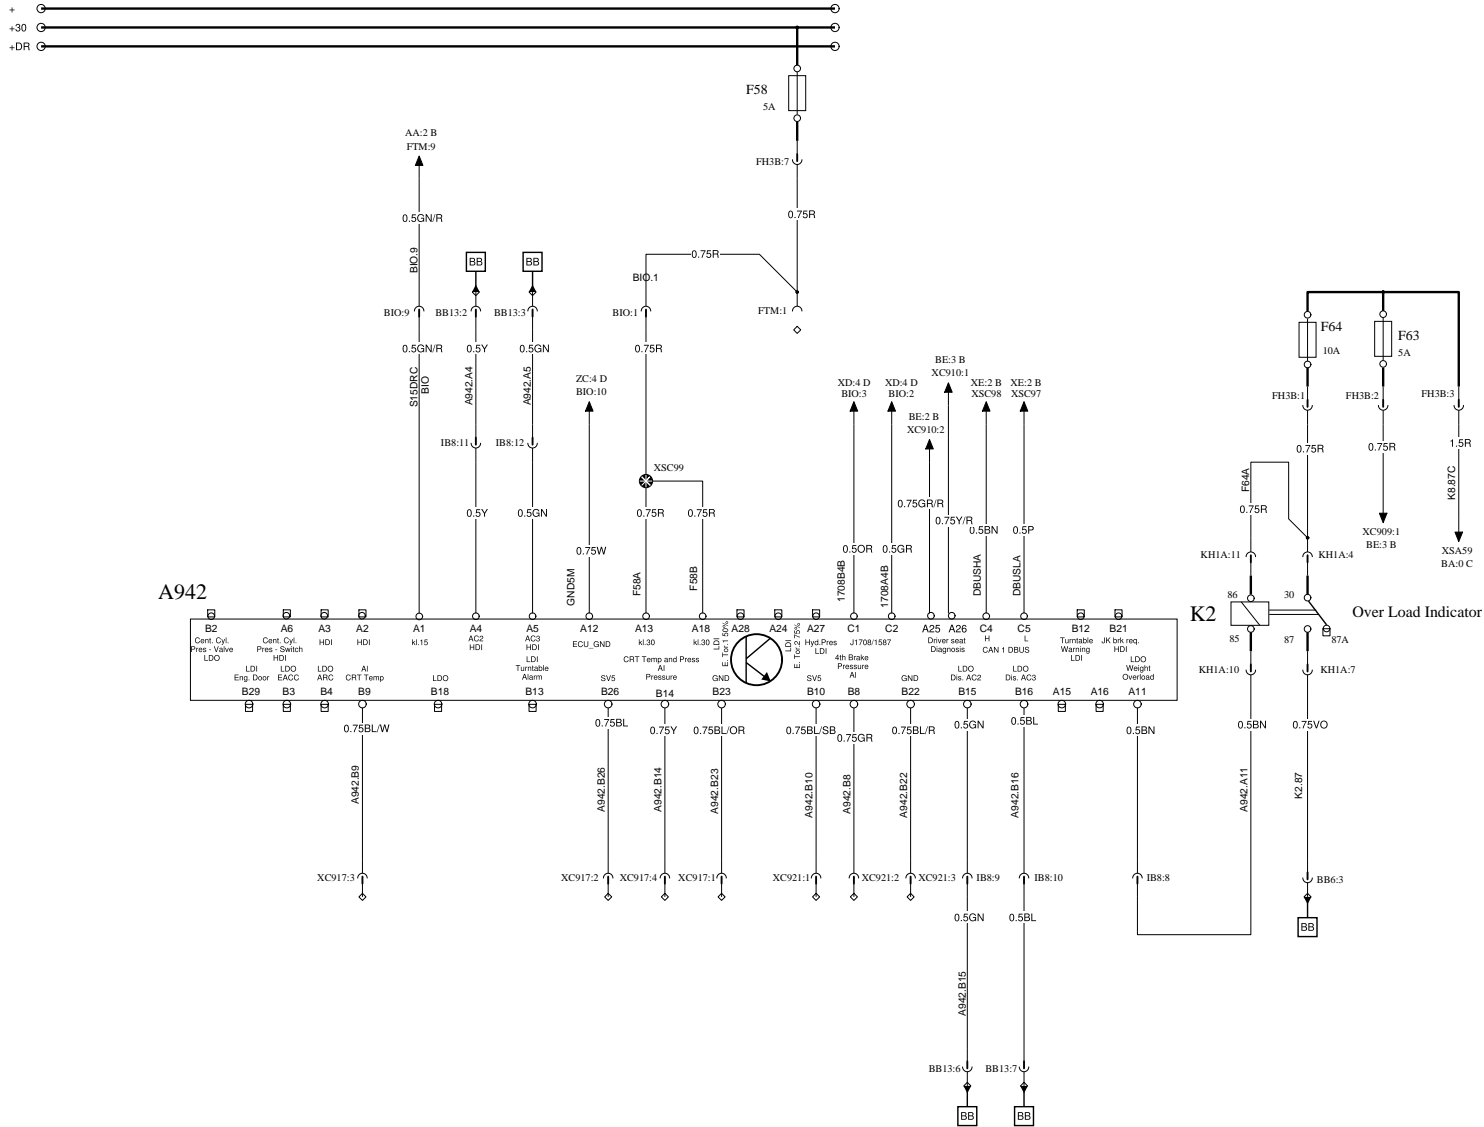 +
+30
+DR
F58
5A
FH3B:7
0.75R
0.75R
BIO.1
FTM:1
AA:2 B
FTM:9
0.5GN/R
BIO.9
BB
BB
BIO:9
BB13:2
BB13:3
BIO:1
0.5GN/R
0.5Y
0.5GN
0.75R
S15DRC
BIO
A942.A4
A942.A5
IB8:11
IB8:12
0.5Y
0.5GN
ZC:4 D
BIO:10
0.75W
GND5M
XSC99
0.75R
0.75R
F58A
F58B
XD:4 D
BIO:3
XD:4 D
BIO:2
BE:2 B
XC910:2
BE:3 B
XC910:1
XE:2 B
XSC98
XE:2 B
XSC97
0.5OR
0.5GR
0.75GR/R
0.75Y/R
0.5BN
0.5P
1708B4B
1708A4B
DBUSHA
DBUSLA
F64
10A
F63
5A
FH3B:1
FH3B:2
FH3B:3
0.75R
0.75R
1.5R
K8.87C
F64A
0.75R
XC909:1
BE:3 B
XSA59
BA:0 C
KH1A:11
KH1A:4
K2
86
30
85
87
87A
Over Load Indicator
KH1A:10
KH1A:7
A942
B2
A6
A3
A2
A1
A4
A5
A12
A13
A18
A28
A24
A27
C1
C2
A25
A26
C4
C5
B12
B21
Cent. Cyl.
Pres - Valve
LDO
Cent. Cyl.
Pres - Switch
HDI
HDI
HDI
kl.15
AC2
HDI
AC3
HDI
ECU_GND
kl.30
kl.30
LDI
E. Tor.1 50%
LDI
E. Tor.2 75%
Hyd.Pres
LDI
J1708/1587
Driver seat
Diagnosis
H
L
CAN 1 DBUS
Turntable
Warning
LDI
JK brk req.
HDI
LDI
Eng. Door
LDO
EACC
LDO
ARC
AI
CRT Temp
LDO
LDI
Turntable
Alarm
SV5
CRT Temp and Press
AI
Pressure
GND
SV5
4th Brake
Pressure
AI
GND
LDO
Dis. AC2
LDO
Dis. AC3
LDO
Weight
Overload
B29
B3
B4
B9
B18
B13
B26
B14
B23
B10
B8
B22
B15
B16
A15
A16
A11
0.75BL/W
0.75BL
0.75Y
0.75BL/OR
0.75BL/SB
0.75GR
0.75BL/R
0.5GN
0.5BL
0.5BN
0.5BN
0.75VO
A942.B9
A942.B26
A942.B14
A942.B23
A942.B10
A942.B8
A942.B22
A942.B16
A942.A11
K2.87
XC917:3
XC917:2
XC917:4
XC917:1
XC921:1
XC921:2
XC921:3
IB8:9
IB8:10
IB8:8
BB6:3
0.5GN
0.5BL
BB
A942.B15
BB13:6
BB13:7
BB
BB